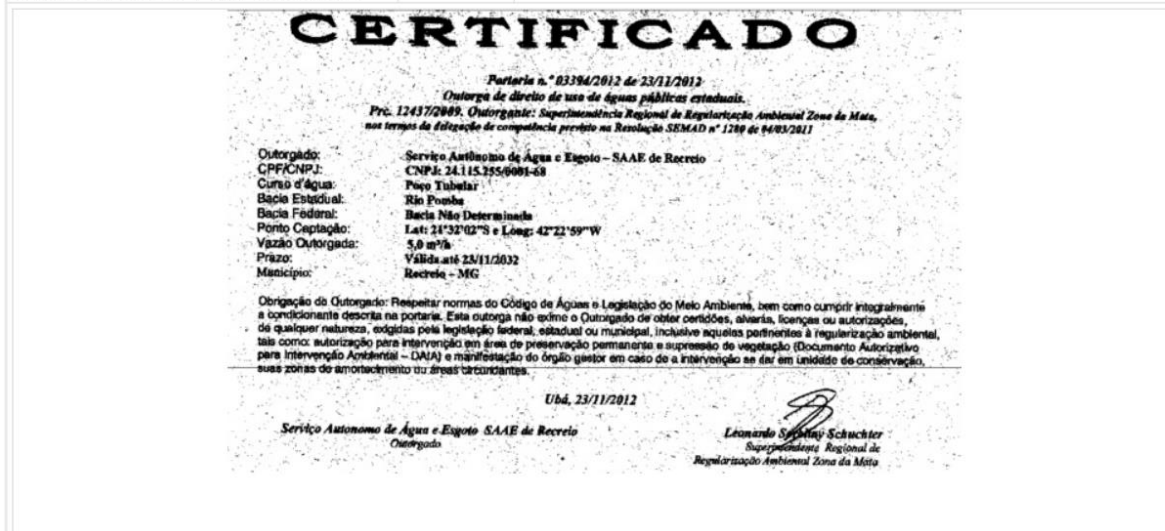 CERTIFICADO
Portaria n.º 03394/2012 de 23/11/2012
Outorga de direito de uso de águas públicas estaduais.
Prc. 12437/2009. Outorgante: Superintendência Regional de Regularização Ambiental Zona da Mata,
nos termos da delegação de competência previsto na Resolução SEMAD nº 1280 de 04/03/2011
Outorgado: Serviço Autônomo de Água e Esgoto – SAAE de Recreio
CPF/CNPJ: CNPJ: 24.115.255/0001-68
Curso d'água: Poço Tubular
Bacia Estadual: Rio Pomba
Bacia Federal: Bacia Não Determinada
Ponto Captação: Lat: 21°32'02"S e Long: 42°22'59"W
Vazão Outorgada: 5,0 m³/h
Prazo: Válida até 23/11/2032
Município: Recreio – MG
Obrigação do Outorgado: Respeitar normas do Código de Águas e Legislação do Meio Ambiente, bem como cumprir integralmente
a condicionante descrita na portaria. Esta outorga não exime o Outorgado de obter certidões, alvarás, licenças ou autorizações,
de qualquer natureza, exigidas pela legislação federal, estadual ou municipal, inclusive aquelas pertinentes à regularização ambiental,
tais como: autorização para intervenção em área de preservação permanente e supressão de vegetação (Documento Autorizativo
para Intervenção Ambiental – DAIA) e manifestação do órgão gestor em caso de a intervenção se dar em unidade de conservação,
suas zonas de amortecimento ou áreas circundantes.
Ubá, 23/11/2012
Serviço Autonomo de Água e Esgoto SAAE de Recreio
Outorgado
Leonardo Schuchter
Superintendente Regional de
Regularização Ambiental Zona da Mata